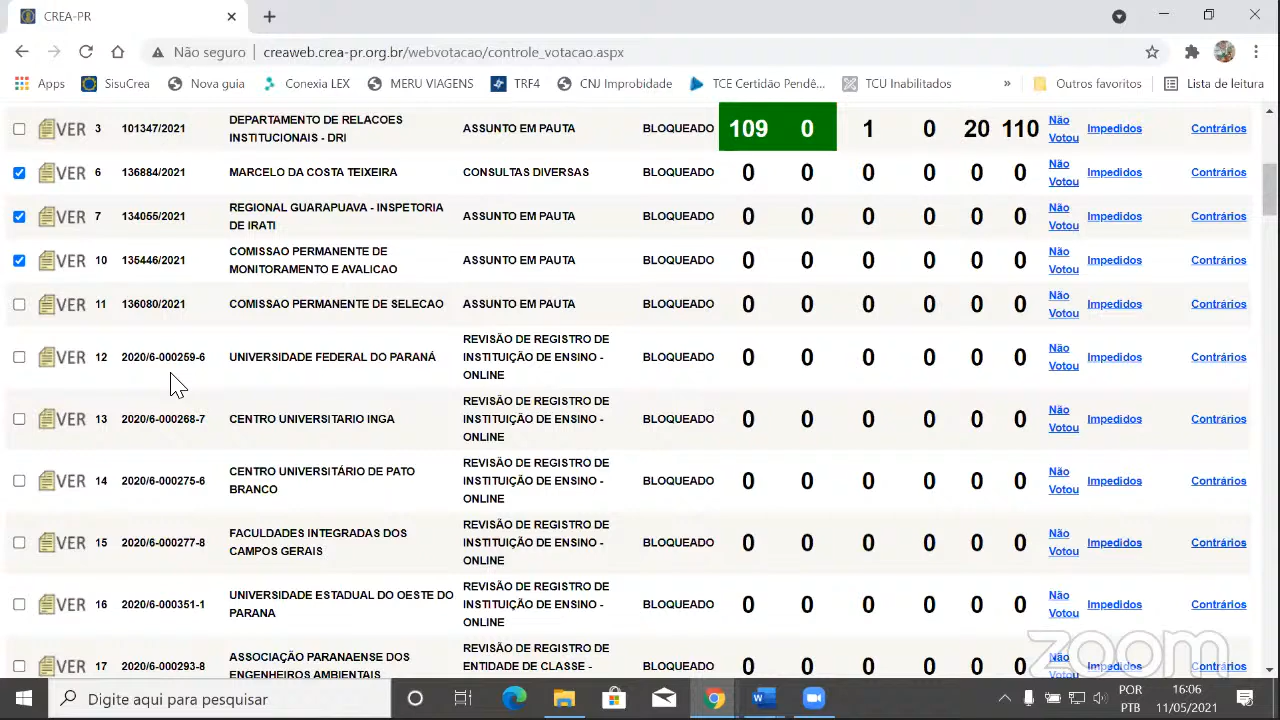 CREA-PR
Não seguro | creaweb.crea-pr.org.br/webvotacao/controle_votacao.aspx
Apps SisuCrea Nova guia Conexia LEX MERU VIAGENS TRF4 CNJ Improbidade TCE Certidão Pendê... TCU Inabilitados » Outros favoritos Lista de leitura
VER 3 101347/2021 DEPARTAMENTO DE RELACOES ASSUNTO EM PAUTA BLOQUEADO 109 0 1 0 20 110 Não Impedidos Contrários
INSTITUCIONAIS - DRI Votou
VER 6 136884/2021 MARCELO DA COSTA TEIXEIRA CONSULTAS DIVERSAS BLOQUEADO 0 0 0 0 0 0 Não Impedidos Contrários
Votou
VER 7 134055/2021 REGIONAL GUARAPUAVA - INSPETORIA ASSUNTO EM PAUTA BLOQUEADO 0 0 0 0 0 0 Não Impedidos Contrários
DE IRATI Votou
VER 10 135446/2021 COMISSAO PERMANENTE DE ASSUNTO EM PAUTA BLOQUEADO 0 0 0 0 0 0 Não Impedidos Contrários
MONITORAMENTO E AVALICAO Votou
VER 11 136080/2021 COMISSAO PERMANENTE DE SELECAO ASSUNTO EM PAUTA BLOQUEADO 0 0 0 0 0 0 Não Impedidos Contrários
Votou
REVISÃO DE REGISTRO DE
VER 12 2020/6-000259-6 UNIVERSIDADE FEDERAL DO PARANÁ INSTITUIÇÃO DE ENSINO - BLOQUEADO 0 0 0 0 0 0 Não Impedidos Contrários
ONLINE Votou
REVISÃO DE REGISTRO DE
VER 13 2020/6-000268-7 CENTRO UNIVERSITARIO INGA INSTITUIÇÃO DE ENSINO - BLOQUEADO 0 0 0 0 0 0 Não Impedidos Contrários
ONLINE Votou
REVISÃO DE REGISTRO DE
VER 14 2020/6-000275-6 CENTRO UNIVERSITÁRIO DE PATO INSTITUIÇÃO DE ENSINO - BLOQUEADO 0 0 0 0 0 0 Não Impedidos Contrários
BRANCO ONLINE Votou
REVISÃO DE REGISTRO DE
VER 15 2020/6-000277-8 FACULDADES INTEGRADAS DOS INSTITUIÇÃO DE ENSINO - BLOQUEADO 0 0 0 0 0 0 Não Impedidos Contrários
CAMPOS GERAIS ONLINE Votou
REVISÃO DE REGISTRO DE
VER 16 2020/6-000351-1 UNIVERSIDADE ESTADUAL DO OESTE DO INSTITUIÇÃO DE ENSINO - BLOQUEADO 0 0 0 0 0 0 Não Impedidos Contrários
PARANA ONLINE Votou
REVISÃO DE REGISTRO DE
VER 17 2020/6-000293-8 ASSOCIAÇÃO PARANAENSE DOS ENTIDADE DE CLASSE - BLOQUEADO 0 0 0 0 0 0 Não Impedidos Contrários
ENGENHEIROS AMBIENTAIS Votou
zoom
Digite aqui para pesquisar POR 16:06
PTB 11/05/2021